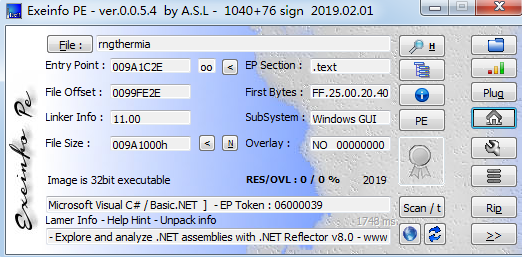 Exeinfo PE - ver.0.0.5.4 by A.S.L - 1040+76 sign 2019.02.01
File : rngthermia H
Entry Point : 009A1C2E oo < EP Section : .text
File Offset : 0099FE2E First Bytes : FF.25.00.20.40 Plug
Linker Info : 11.00 SubSystem : Windows GUI PE
File Size : 009A1000h < N Overlay : NO 00000000
Image is 32bit executable RES/OVL : 0 / 0 % 2019
Exeinfo Pe
Microsoft Visual C# / Basic.NET ] - EP Token : 06000039 Scan / t Rip
Lamer Info - Help Hint - Unpack info 1748 ms
- Explore and analyze .NET assemblies with .NET Reflector v8.0 - www >>